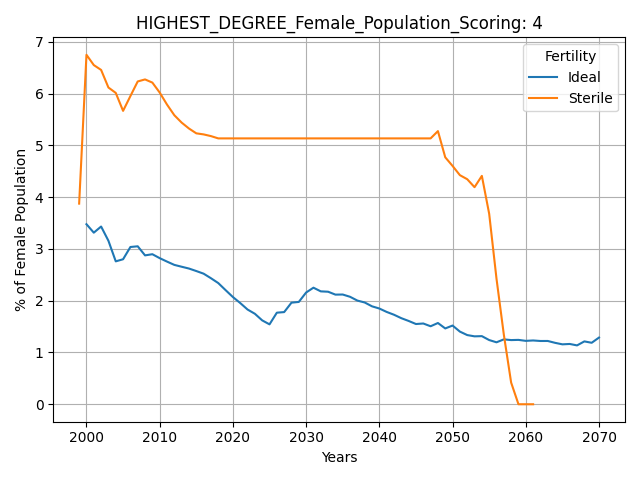 HIGHEST_DEGREE_Female_Population_Scoring: 4
7
6
5
4
3
2
1
0
% of Female Population
Fertility
Ideal
Sterile
2000 2010 2020 2030 2040 2050 2060 2070
Years